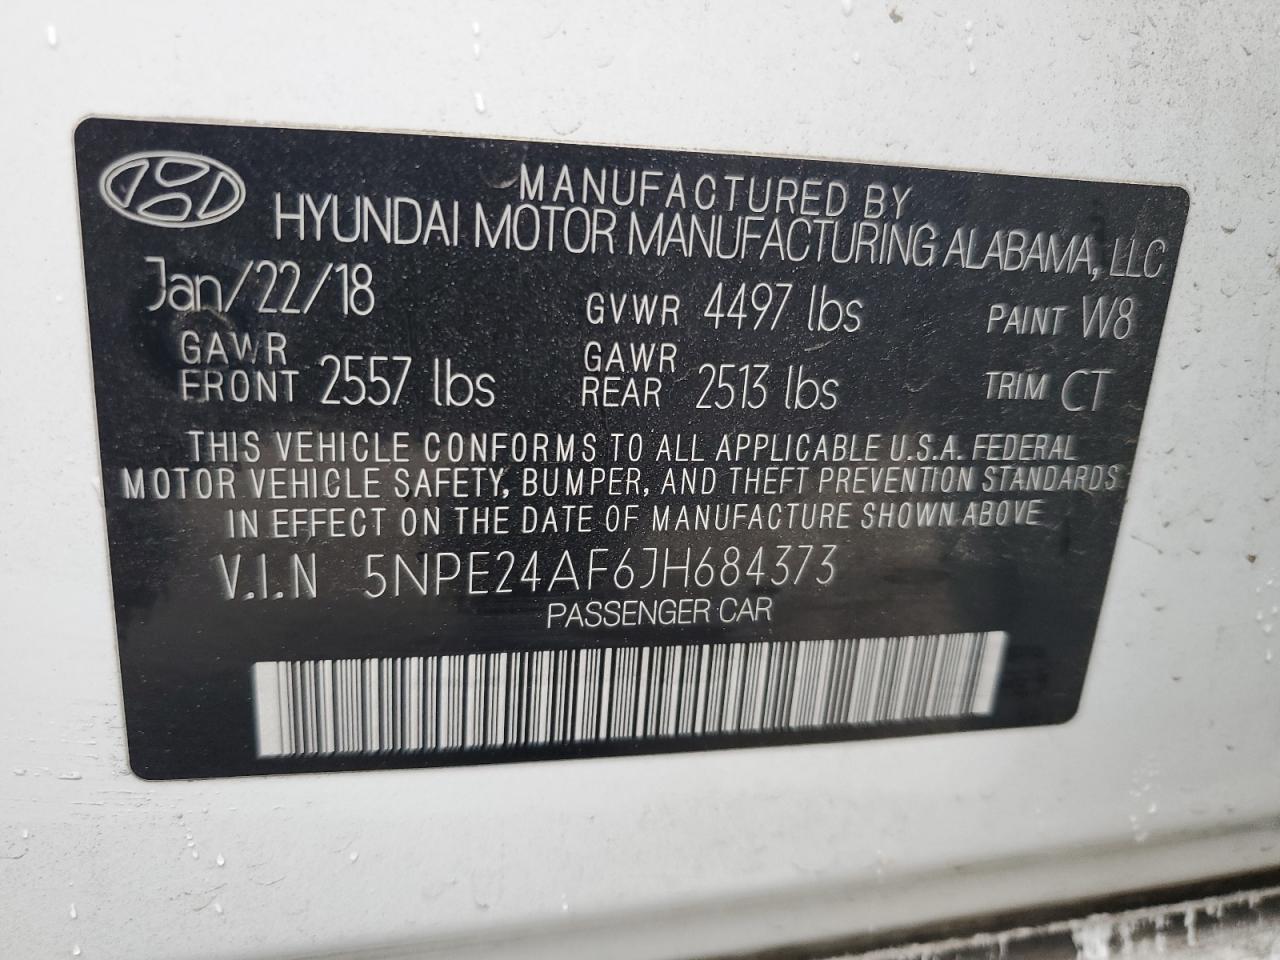 MANUFACTURED BY
HYUNDAI MOTOR MANUFACTURING ALABAMA, LLC
Jan/22/18 GVWR 4497 lbs PAINT W8
GAWR FRONT 2557 lbs GAWR REAR 2513 lbs TRIM CT
THIS VEHICLE CONFORMS TO ALL APPLICABLE U.S.A. FEDERAL
MOTOR VEHICLE SAFETY, BUMPER, AND THEFT PREVENTION STANDARDS
IN EFFECT ON THE DATE OF MANUFACTURE SHOWN ABOVE
V.I.N 5NPE24AF6JH684373
PASSENGER CAR